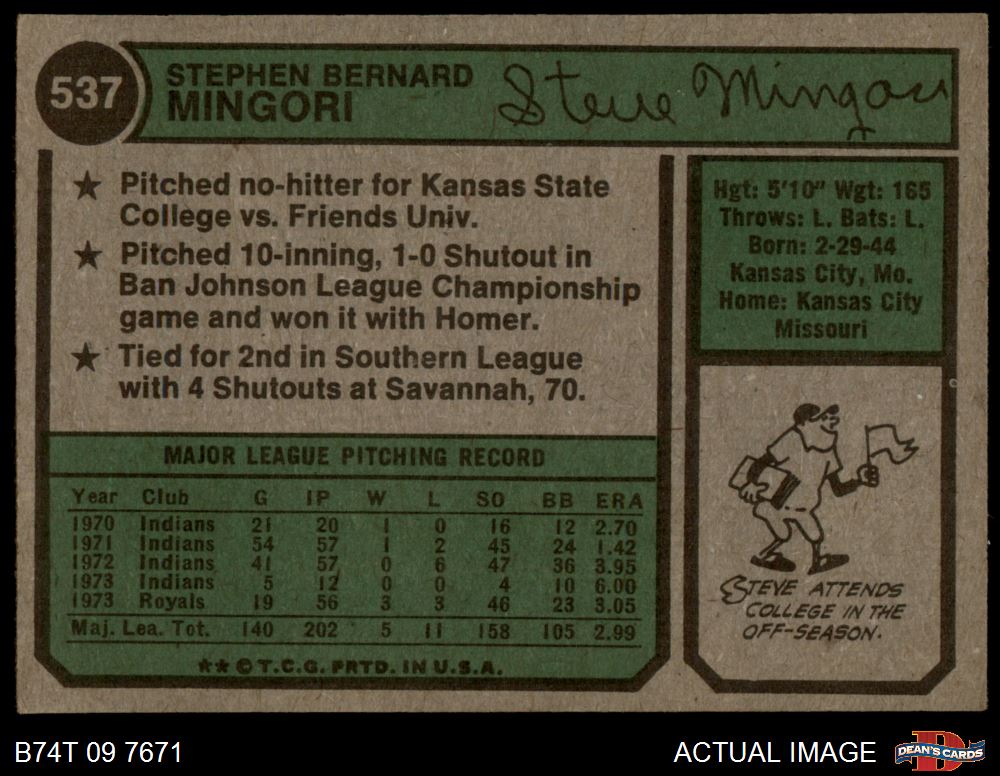 537
STEPHEN BERNARD
MINGORI
Steve Mingori
★ Pitched no-hitter for Kansas State
College vs. Friends Univ.
★ Pitched 10-inning, 1-0 Shutout in
Ban Johnson League Championship
game and won it with Homer.
★ Tied for 2nd in Southern League
with 4 Shutouts at Savannah, 70.
Hgt: 5'10" Wgt: 165
Throws: L. Bats: L.
Born: 2-29-44
Kansas City, Mo.
Home: Kansas City
Missouri
MAJOR LEAGUE PITCHING RECORD
Year Club G IP W L SO BB ERA
1970 Indians 21 20 1 0 16 12 2.70
1971 Indians 54 57 1 2 45 24 1.42
1972 Indians 41 57 0 6 47 36 3.95
1973 Indians 5 12 0 0 4 10 6.00
1973 Royals 19 56 3 3 46 23 3.05
Maj. Lea. Tot. 140 202 5 11 158 105 2.99
★★ © T.C.G. PRTD. IN U.S.A.
STEVE ATTENDS
COLLEGE IN THE
OFF-SEASON.
B74T 09 7671
ACTUAL IMAGE
DEAN'S CARDS